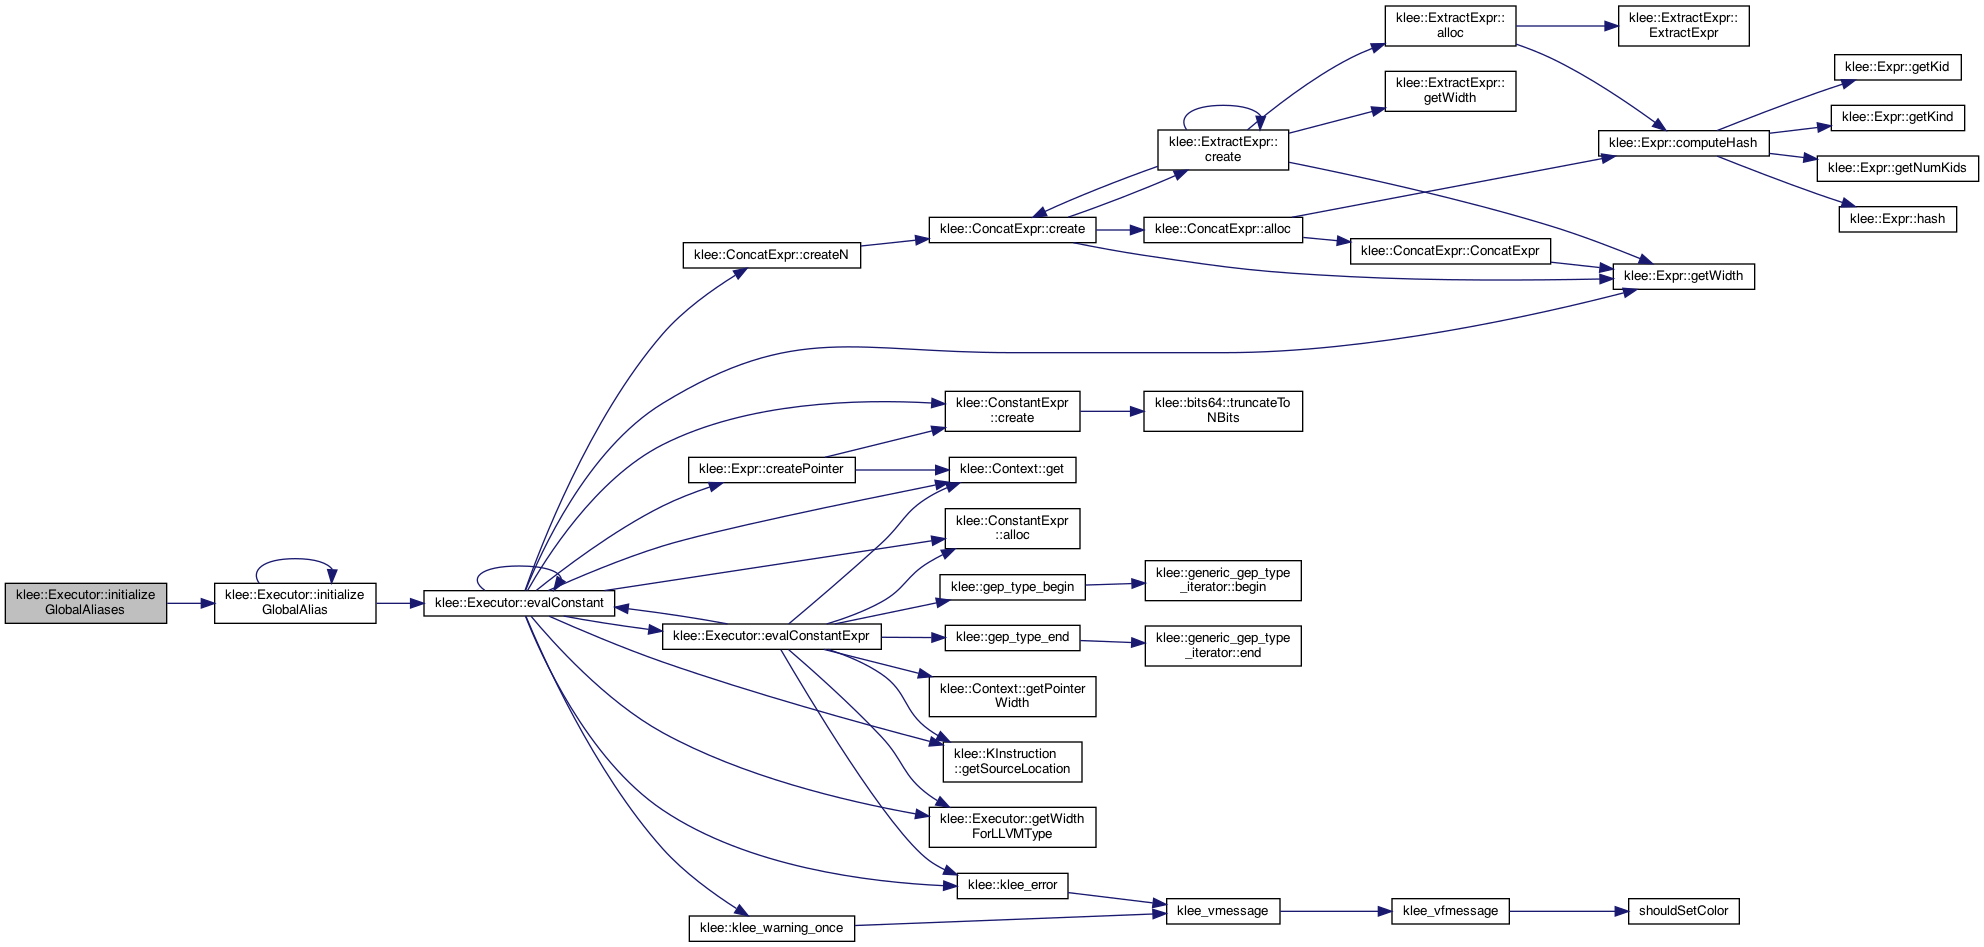 klee::Executor::initialize
GlobalAliases
klee::Executor::initialize
GlobalAlias
klee::Executor::evalConstant
klee::ConcatExpr::createN
klee::Expr::createPointer
klee::Executor::evalConstantExpr
klee::klee_warning_once
klee::ConcatExpr::create
klee::ConstantExpr
::create
klee::Context::get
klee::ConstantExpr
::alloc
klee::gep_type_begin
klee::gep_type_end
klee::Context::getPointer
Width
klee::KInstruction
::getSourceLocation
klee::Executor::getWidth
ForLLVMType
klee::klee_error
klee::ExtractExpr::
create
klee::ConcatExpr::alloc
klee::bits64::truncateTo
NBits
klee::generic_gep_type
_iterator::begin
klee::generic_gep_type
_iterator::end
klee_vmessage
klee::ExtractExpr::
alloc
klee::ExtractExpr::
getWidth
klee::ConcatExpr::ConcatExpr
klee_vfmessage
klee::ExtractExpr::
ExtractExpr
klee::Expr::computeHash
klee::Expr::getWidth
shouldSetColor
klee::Expr::getKid
klee::Expr::getKind
klee::Expr::getNumKids
klee::Expr::hash